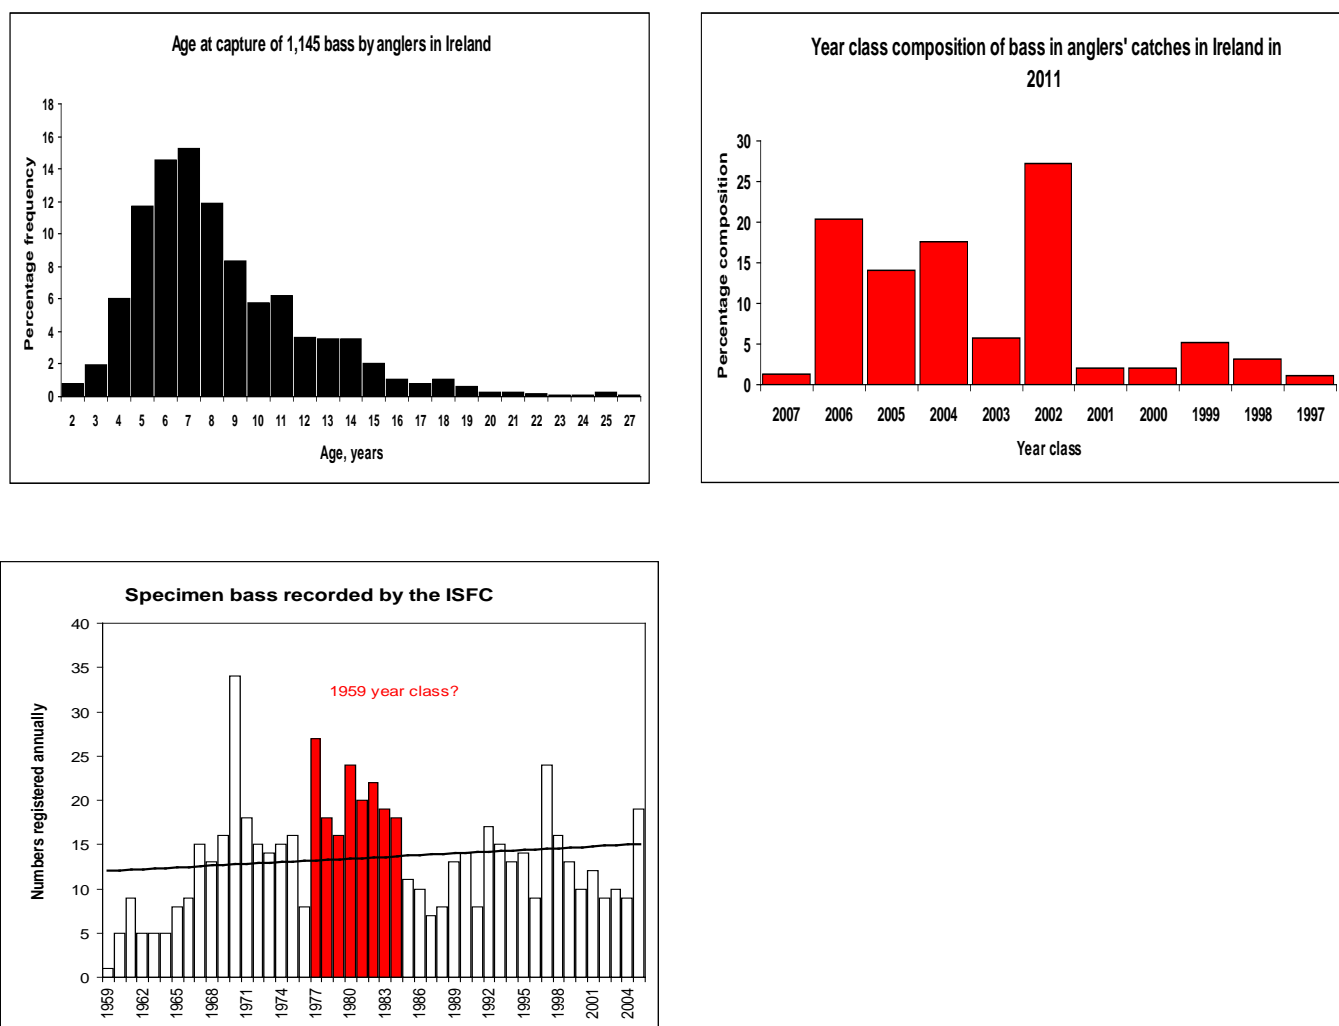 Age at capture of 1,145 bass by anglers in Ireland
Percentage frequency
18
16
14
12
10
8
6
4
2
0
2 3 4 5 6 7 8 9 10 11 12 13 14 15 16 17 18 19 20 21 22 23 24 25 27
Age, years
Year class composition of bass in anglers' catches in Ireland in
2011
Percentage composition
30
25
20
15
10
5
0
2007 2006 2005 2004 2003 2002 2001 2000 1999 1998 1997
Year class
Specimen bass recorded by the ISFC
Numbers registered annually
40
35
30
25
20
15
10
5
0
1959 year class?
1959 1962 1965 1968 1971 1974 1977 1980 1983 1986 1989 1992 1995 1998 2001 2004